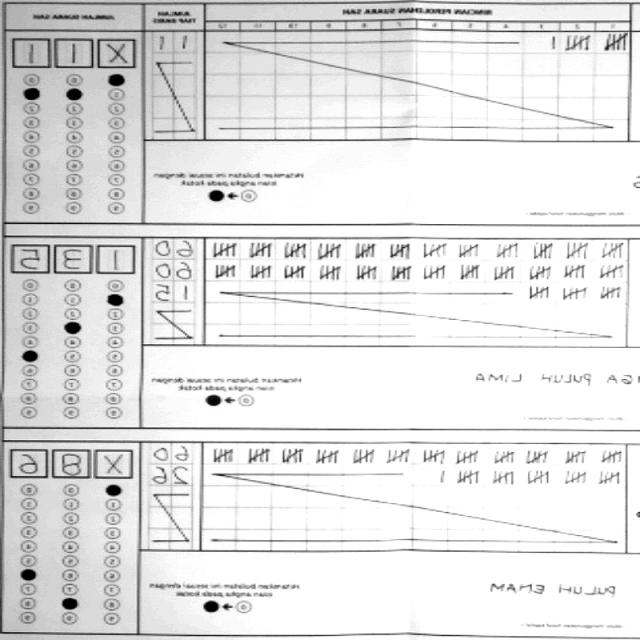 RINCIAN PEROLEHAN SUARA SAH
JUMLAH TIAP BARIS
JUMLAH SUARA SAH
1 2 3 4 5 6 7 8 9 10 11 12
11
X 1 1
Hitamkan bulatan ini sesuai dengan
isian angka pada kotak
60
60
15
1 3 5
PULUH LIMA
Hitamkan bulatan ini sesuai dengan
isian angka pada kotak
60
26
X 8 6
PULUH ENAM
Hitamkan bulatan ini sesuai dengan
isian angka pada kotak